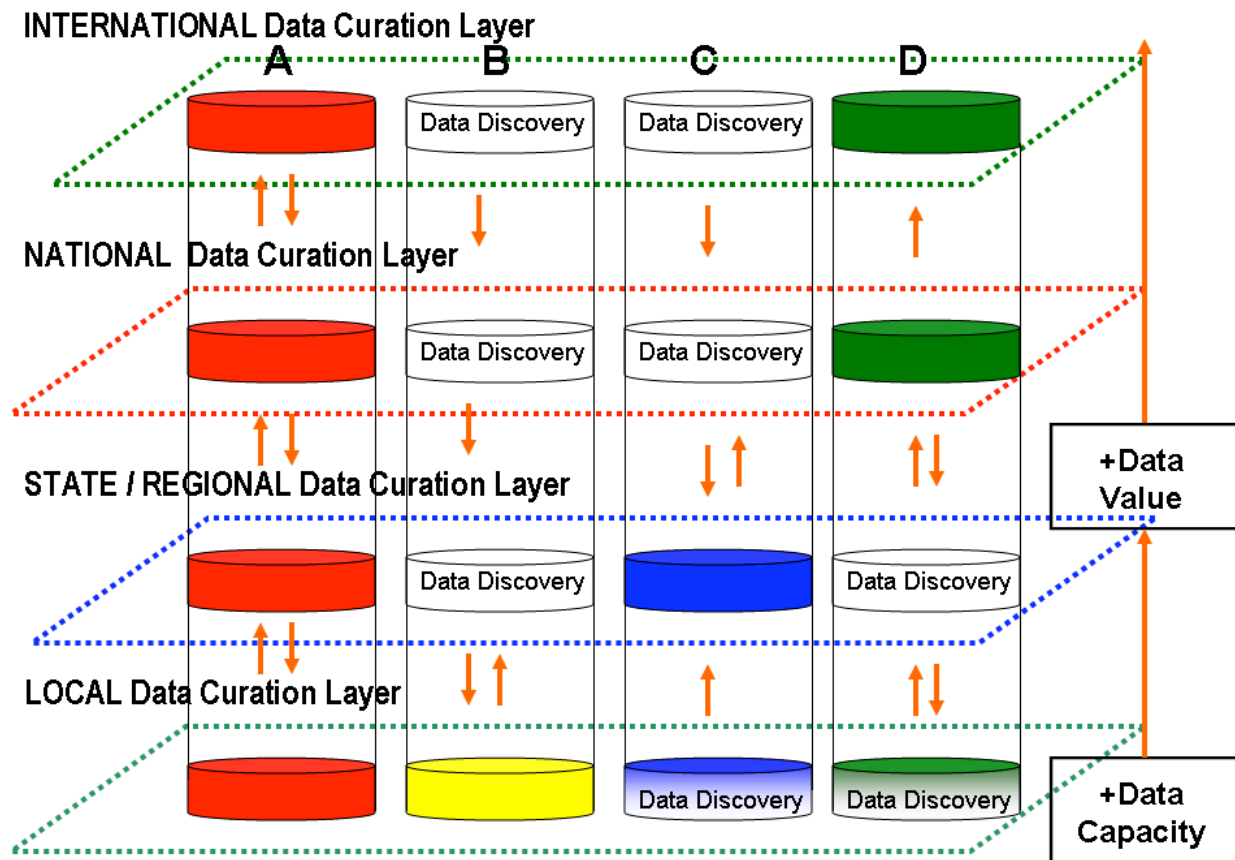 INTERNATIONAL Data Curation Layer
A B C D
Data Discovery Data Discovery
NATIONAL Data Curation Layer
Data Discovery Data Discovery
STATE / REGIONAL Data Curation Layer
+Data
Value
Data Discovery Data Discovery
LOCAL Data Curation Layer
Data Discovery Data Discovery
+Data
Capacity